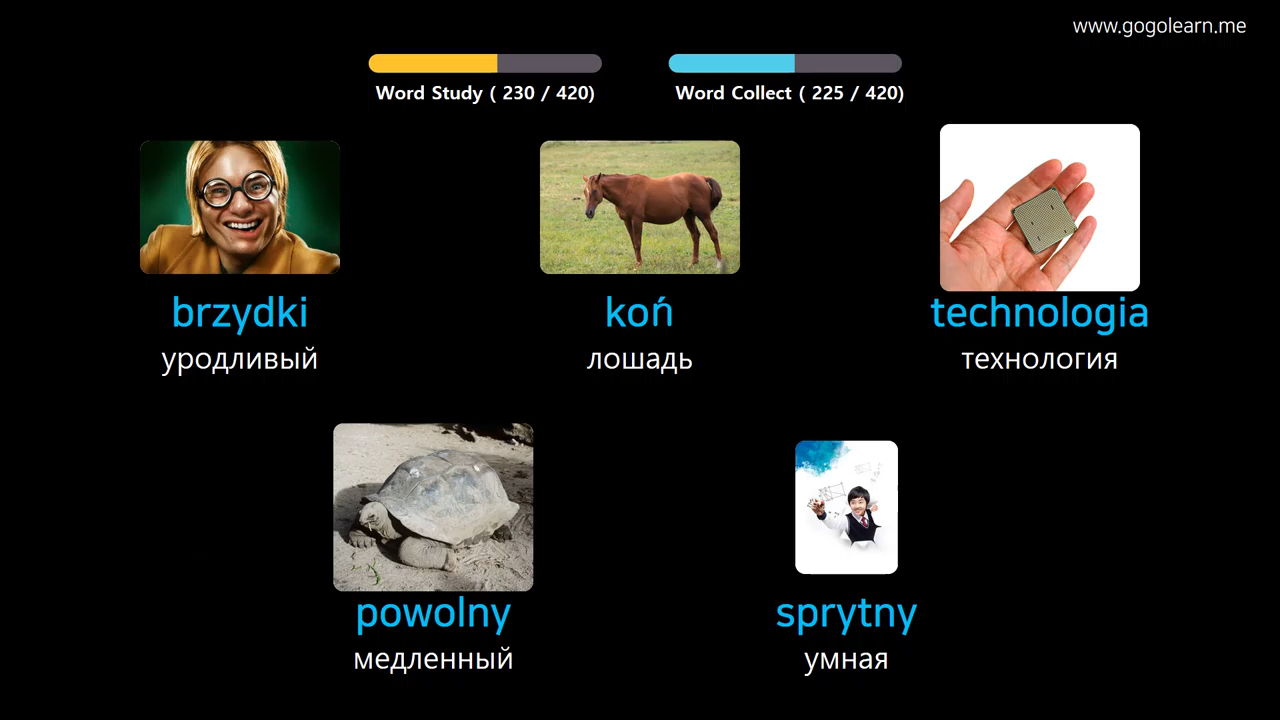 www.gogolearn.me
Word Study ( 230 / 420)
Word Collect ( 225 / 420)
brzydki
уродливый
koń
лошадь
technologia
технология
powolny
медленный
sprytny
умная